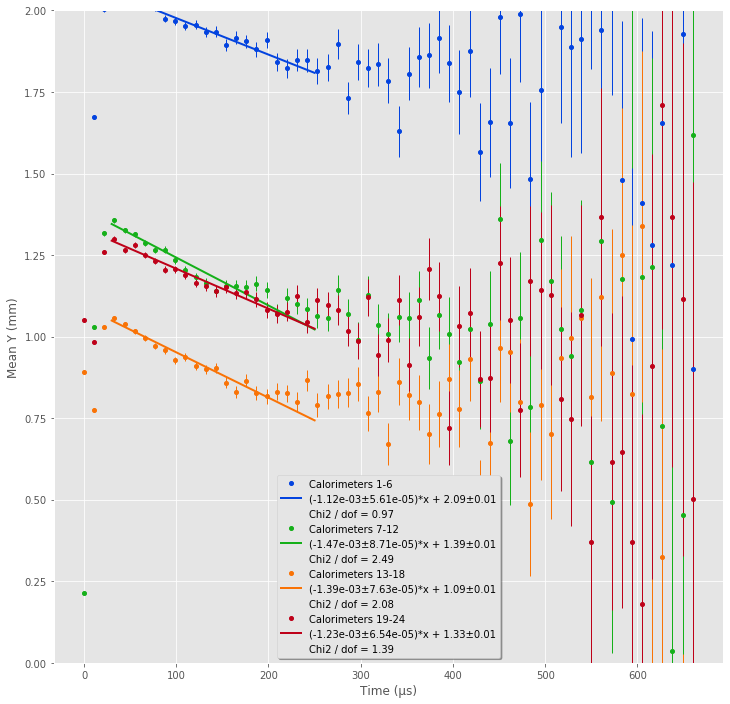 2.00
1.75
1.50
1.25
1.00
0.75
0.50
0.25
0.00
Mean Y (mm)
Calorimeters 1-6
(-1.12e-03±5.61e-05)*x + 2.09±0.01
Chi2 / dof = 0.97
Calorimeters 7-12
(-1.47e-03±8.71e-05)*x + 1.39±0.01
Chi2 / dof = 2.49
Calorimeters 13-18
(-1.39e-03±7.63e-05)*x + 1.09±0.01
Chi2 / dof = 2.08
Calorimeters 19-24
(-1.23e-03±6.54e-05)*x + 1.33±0.01
Chi2 / dof = 1.39
0 100 200 300 400 500 600
Time (µs)